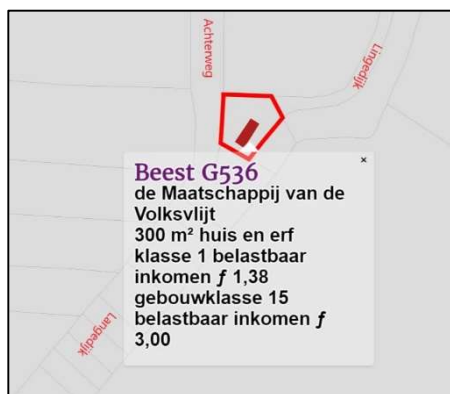 Achterweg
Lingedijk
×
Beest G536
de Maatschappij van de
Volksvlijt
300 m² huis en erf
klasse 1 belastbaar
inkomen ƒ 1,38
gebouwklasse 15
belastbaar inkomen ƒ
3,00
Langedijk